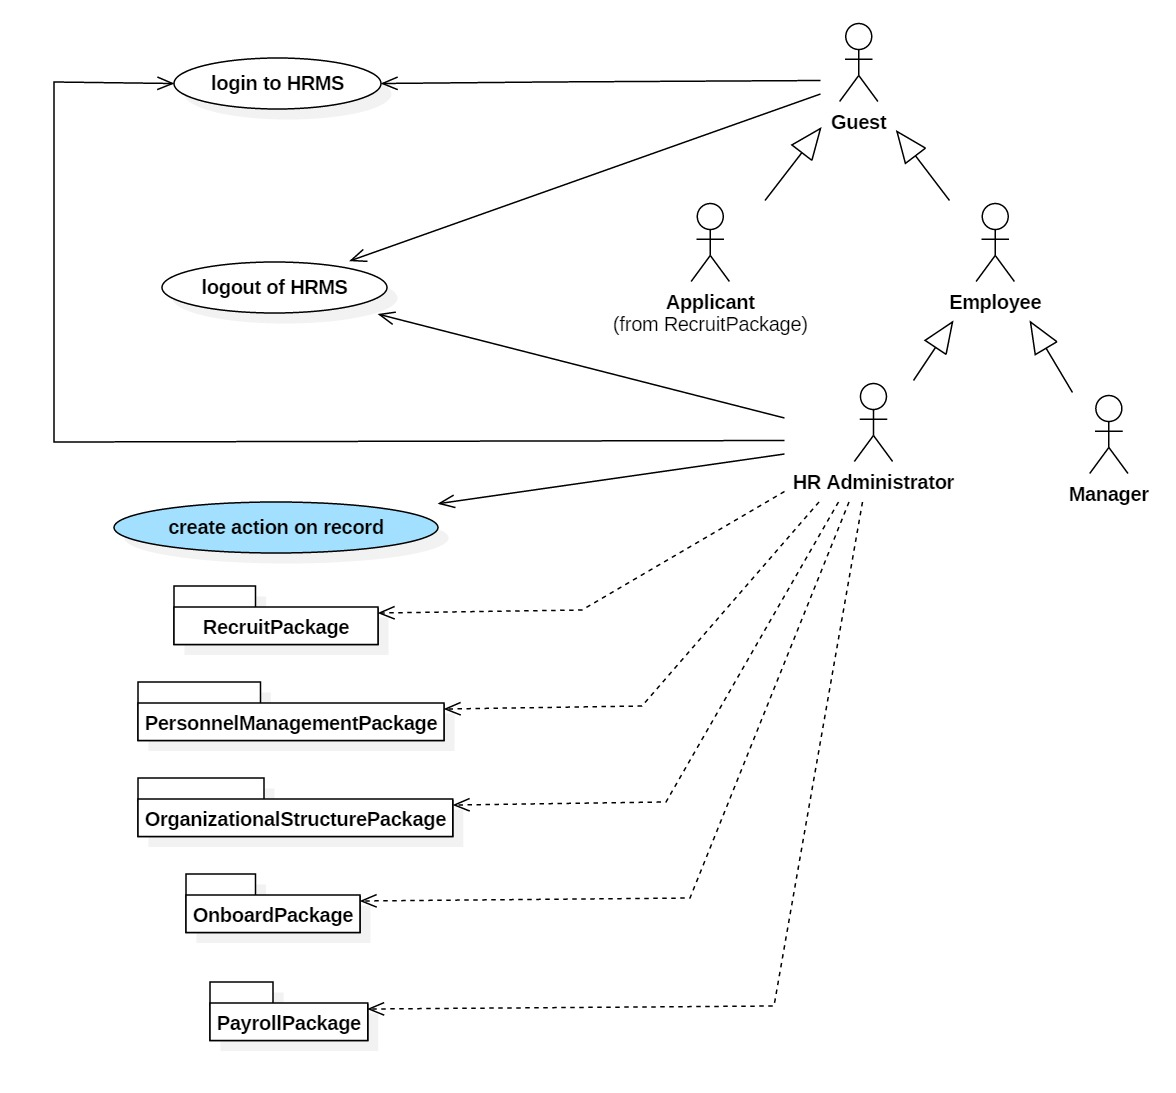 login to HRMS
Guest
logout of HRMS
Applicant
(from RecruitPackage)
Employee
HR Administrator
Manager
create action on record
RecruitPackage
PersonnelManagementPackage
OrganizationalStructurePackage
OnboardPackage
PayrollPackage